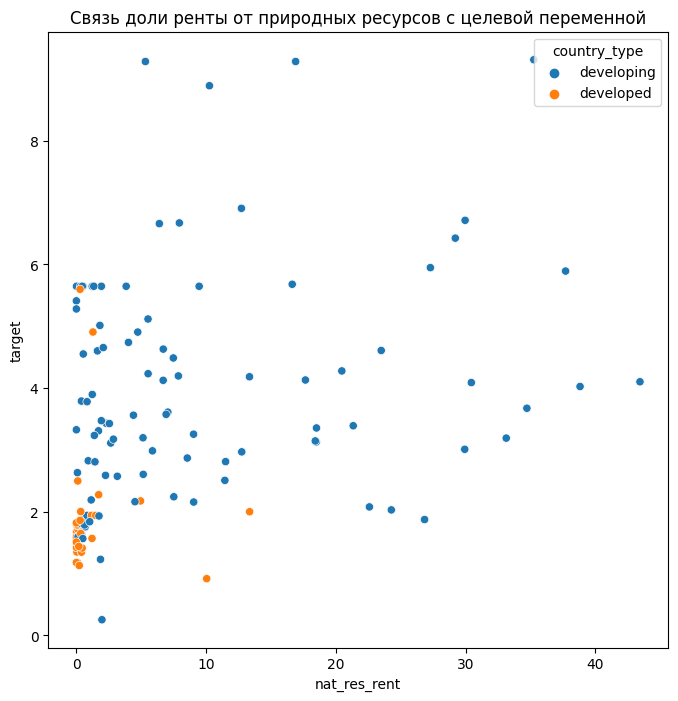 Связь доли ренты от природных ресурсов с целевой переменной
country_type
developing
developed
8
6
4
2
0
target
0
10
20
30
40
nat_res_rent